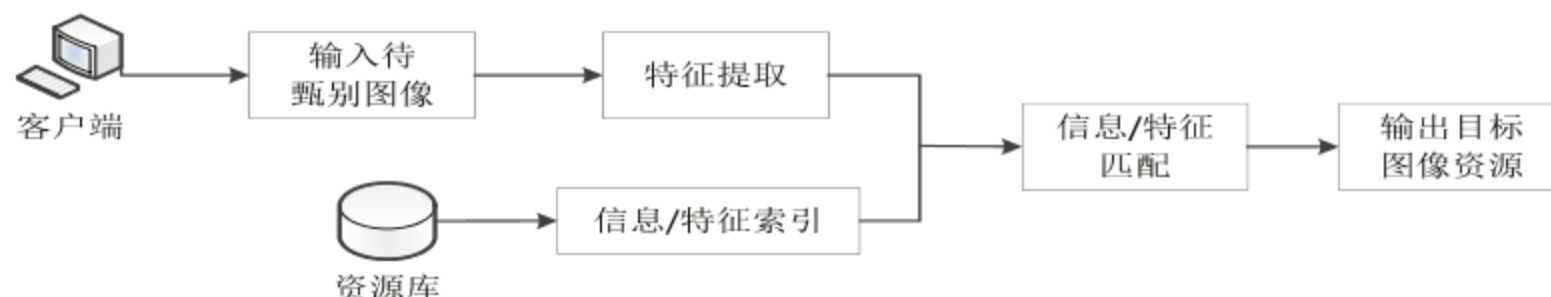 客户端
输入待
甄别图像
特征提取
资源库
信息/特征索引
信息/特征
匹配
输出目标
图像资源